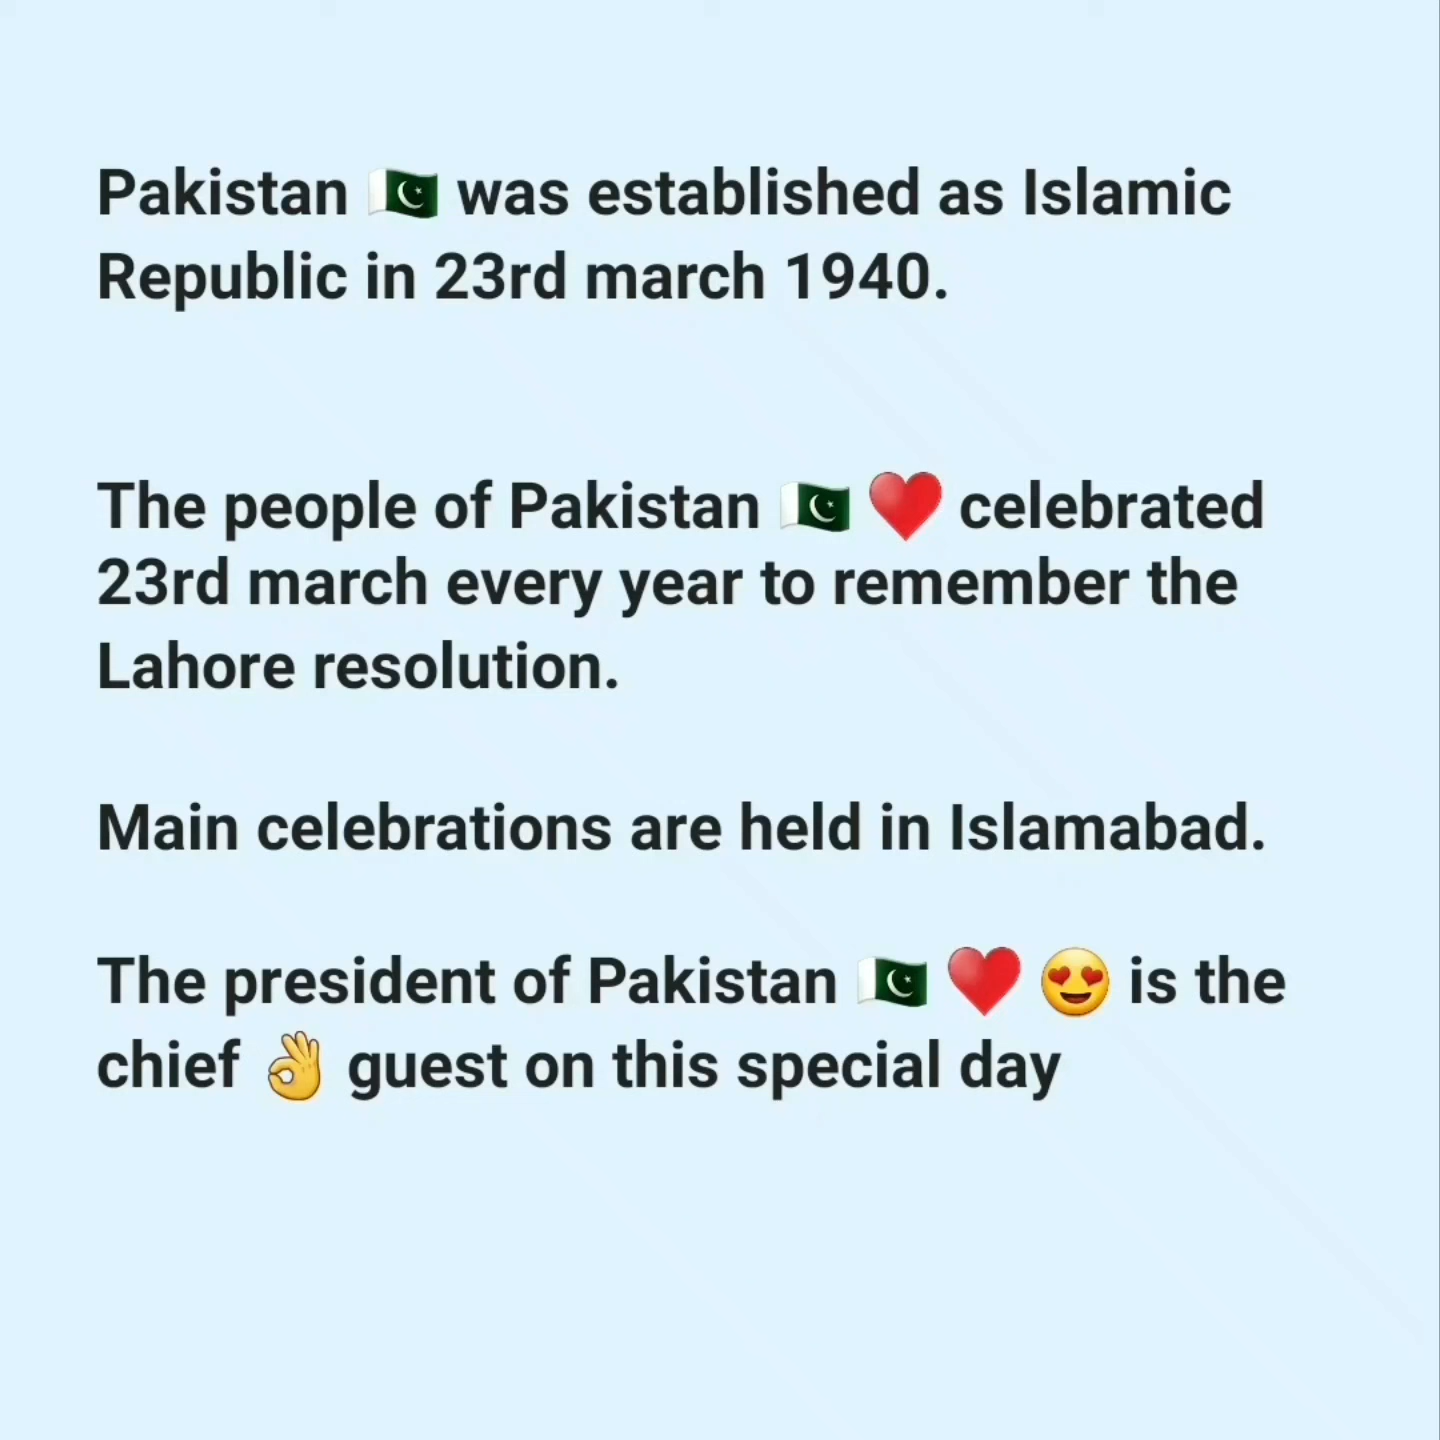 Pakistan 🇵🇰 was established as Islamic
Republic in 23rd march 1940.
The people of Pakistan 🇵🇰 ♥️ celebrated
23rd march every year to remember the
Lahore resolution.
Main celebrations are held in Islamabad.
The president of Pakistan 🇵🇰 ♥️ 😍 is the
chief 👌 guest on this special day